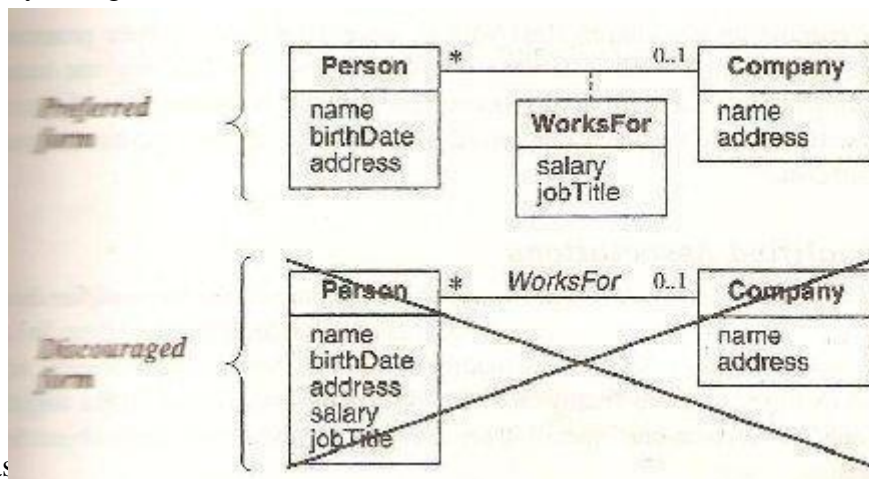 Person
*
0..1
Company
Preferred
form
name
birthDate
address
WorksFor
salary
jobTitle
name
address
Person
*
WorksFor
0..1
Company
Discouraged
form
name
birthDate
address
salary
jobTitle
name
address